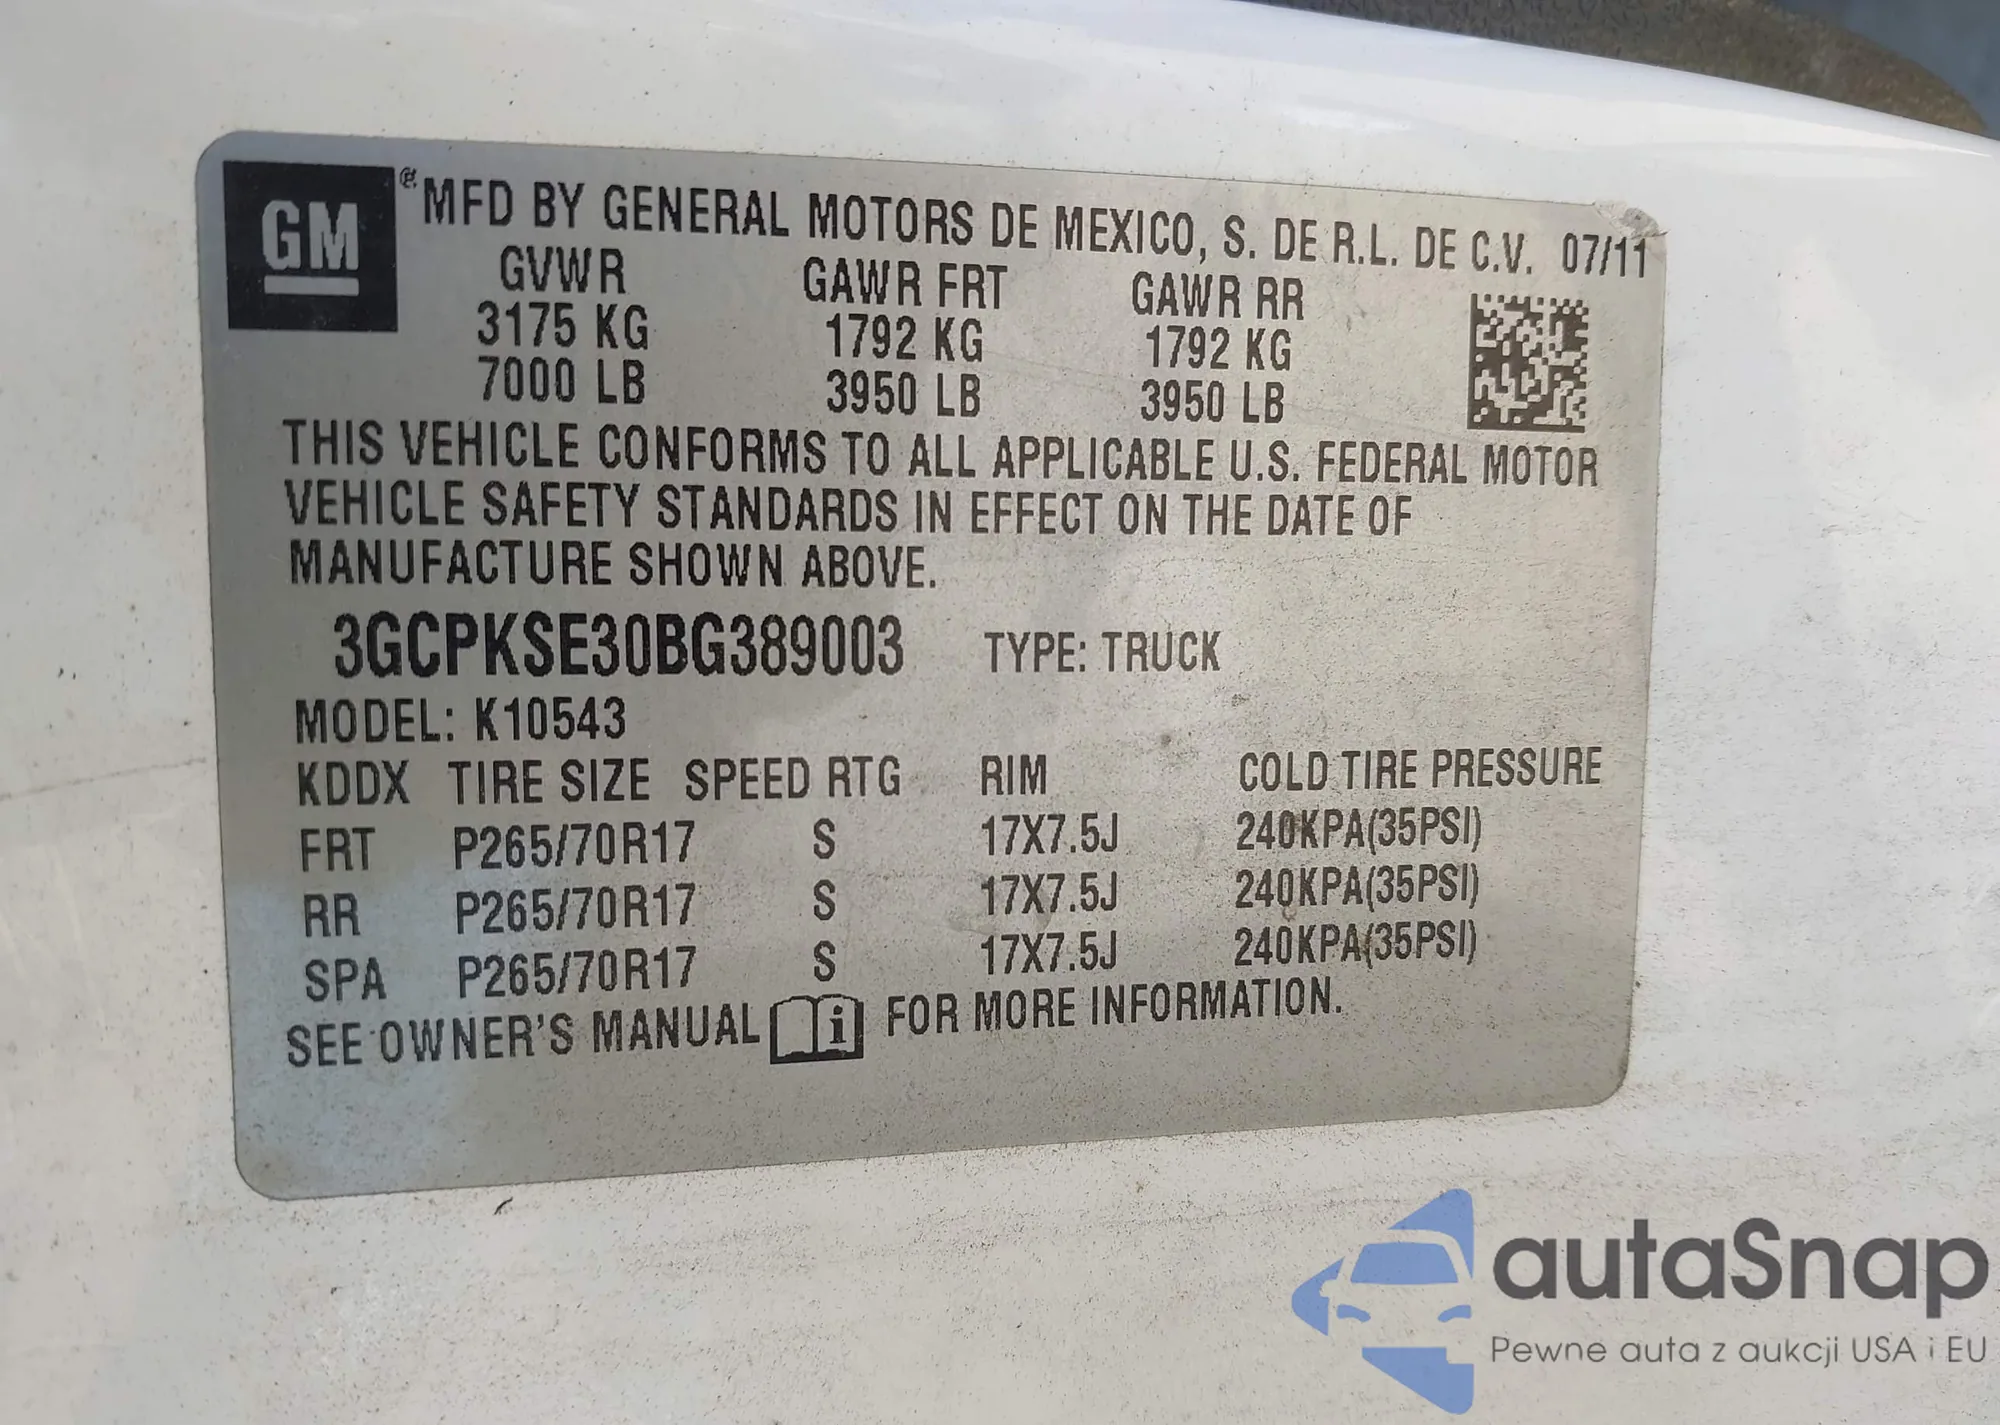 GM ® MFD BY GENERAL MOTORS DE MEXICO, S. DE R.L. DE C.V. 07/11
GVWR GAWR FRT GAWR RR
3175 KG 1792 KG 1792 KG
7000 LB 3950 LB 3950 LB
THIS VEHICLE CONFORMS TO ALL APPLICABLE U.S. FEDERAL MOTOR
VEHICLE SAFETY STANDARDS IN EFFECT ON THE DATE OF
MANUFACTURE SHOWN ABOVE.
3GCPKSE30BG389003 TYPE: TRUCK
MODEL: K10543
KDDX TIRE SIZE SPEED RTG RIM COLD TIRE PRESSURE
FRT P265/70R17 S 17X7.5J 240KPA(35PSI)
RR P265/70R17 S 17X7.5J 240KPA(35PSI)
SPA P265/70R17 S 17X7.5J 240KPA(35PSI)
SEE OWNER'S MANUAL i FOR MORE INFORMATION.
autaSnap
Pewne auta z aukcji USA i EU